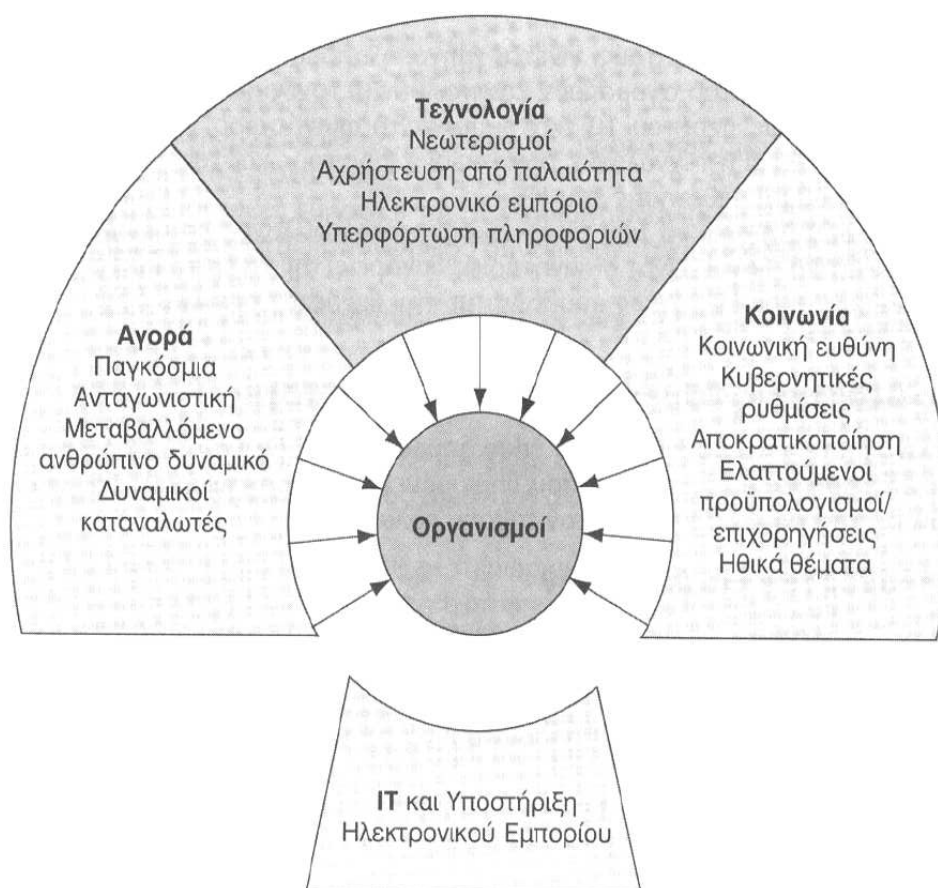 Τεχνολογία
Νεωτερισμοί
Αχρήστευση από παλαιότητα
Ηλεκτρονικό εμπόριο
Υπερφόρτωση πληροφοριών
Αγορά
Παγκόσμια
Ανταγωνιστική
Μεταβαλλόμενο
ανθρώπινο δυναμικό
Δυναμικοί
καταναλωτές
Κοινωνία
Κοινωνική ευθύνη
Κυβερνητικές
ρυθμίσεις
Αποκρατικοποίηση
Ελαττούμενοι
προϋπολογισμοί/
επιχορηγήσεις
Ηθικά θέματα
Οργανισμοί
IT και Υποστήριξη
Ηλεκτρονικού Εμπορίου